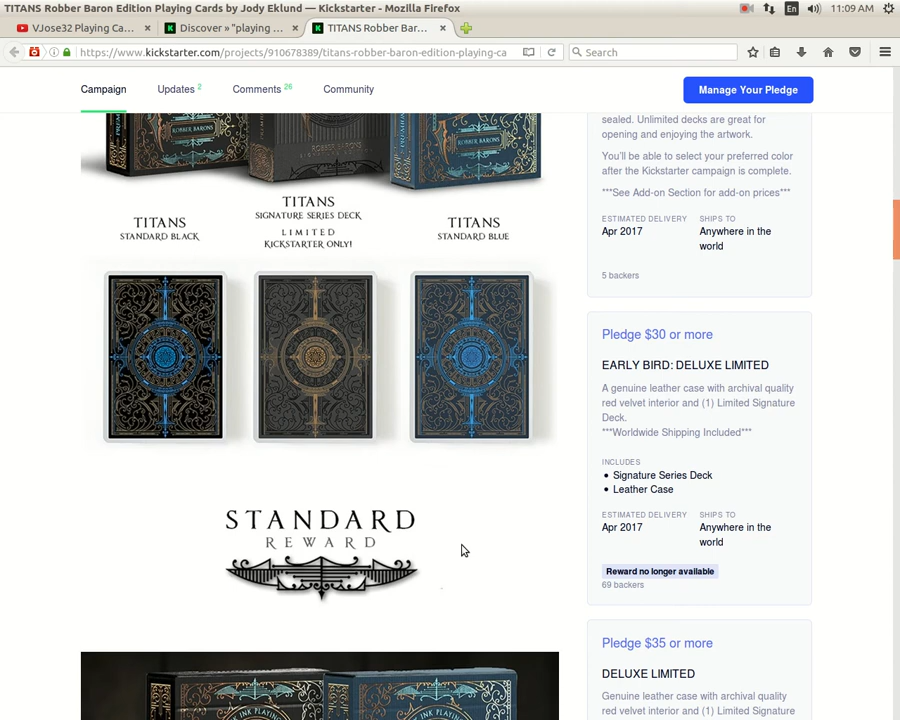 TITANS Robber Baron Edition Playing Cards by Jody Eklund — Kickstarter - Mozilla Firefox
En 11:09 AM
VJose32 Playing Ca... ×
Discover » "playing ... ×
TITANS Robber Bar... ×
https://www.kickstarter.com/projects/910678389/titans-robber-baron-edition-playing-ca
Search
Campaign
Updates 2
Comments 26
Community
Manage Your Pledge
ROBBER BARONS
ROBBER BARONS
ROBBER BARONS
TITANS
STANDARD BLACK
TITANS
SIGNATURE SERIES DECK
LIMITED
KICKSTARTER ONLY!
TITANS
STANDARD BLUE
STANDARD
REWARD
INK PLAYING
INK PLAYING
sealed. Unlimited decks are great for
opening and enjoying the artwork.
You'll be able to select your preferred color
after the Kickstarter campaign is complete.
***See Add-on Section for add-on prices***
ESTIMATED DELIVERY
Apr 2017
SHIPS TO
Anywhere in the
world
5 backers
Pledge $30 or more
EARLY BIRD: DELUXE LIMITED
A genuine leather case with archival quality
red velvet interior and (1) Limited Signature
Deck.
***Worldwide Shipping Included***
INCLUDES
• Signature Series Deck
• Leather Case
ESTIMATED DELIVERY
Apr 2017
SHIPS TO
Anywhere in the
world
Reward no longer available
69 backers
Pledge $35 or more
DELUXE LIMITED
Genuine leather case with archival quality
red velvet interior and (1) Limited Signature